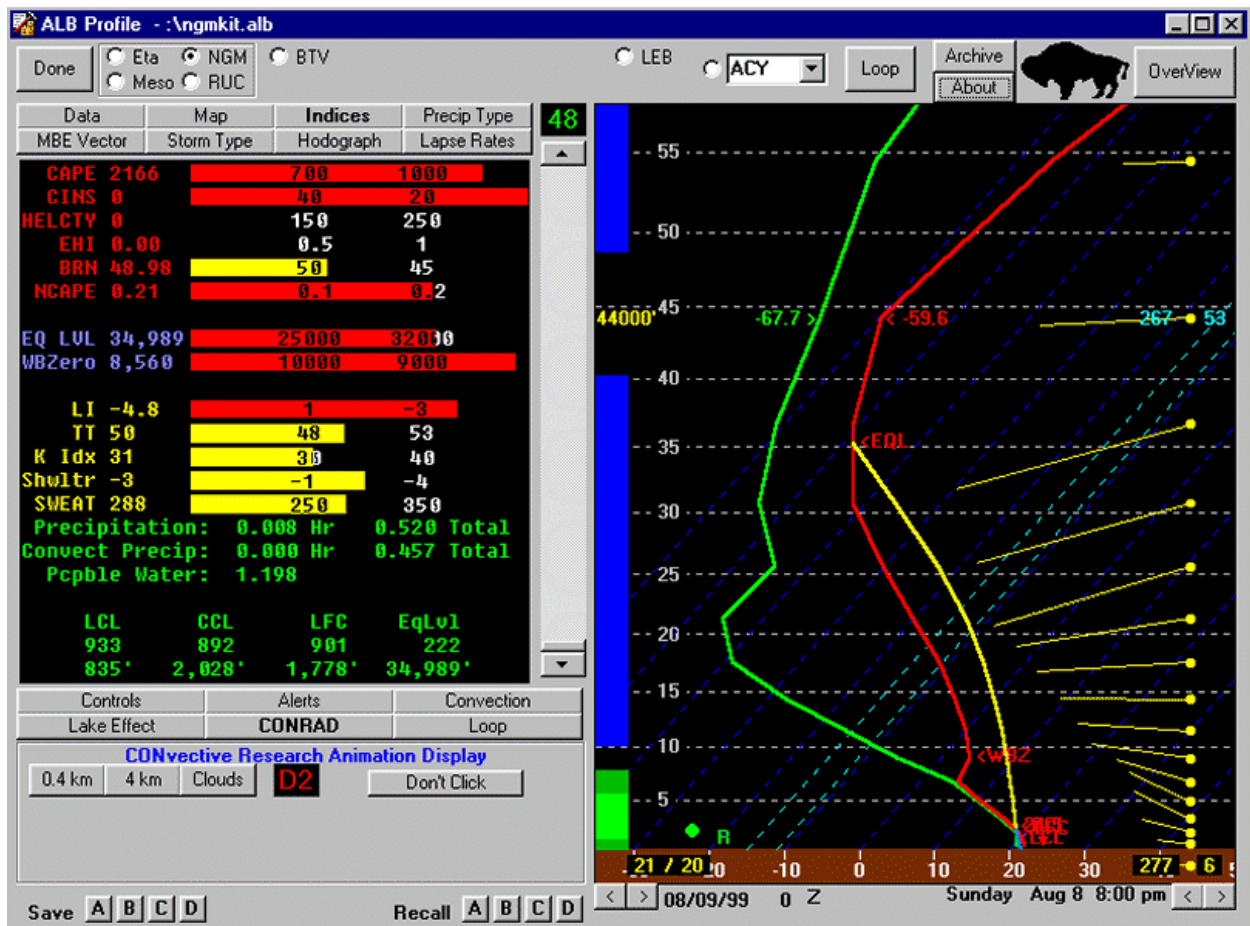 ALB Profile - :\ngmkit.alb
Done
Eta NGM BTV
Meso RUC
LEB ACY Loop
Archive
About
OverView
Data Map Indices Precip Type
MBE Vector Storm Type Hodograph Lapse Rates
48
CAPE 2166 700 1000
CINS 0 40 20
HELCTY 0 150 250
EHI 0.00 0.5 1
BRN 48.98 50 45
NCAPE 0.21 0.1 0.2
EQ LVL 34,989 25000 32000
WBZero 8,560 10000 9000
LI -4.8 1 -3
TT 50 48 53
K Idx 31 30 40
Shwltr -3 -1 -4
SWEAT 288 250 350
Precipitation: 0.008 Hr 0.520 Total
Convect Precip: 0.000 Hr 0.457 Total
Pcpble Water: 1.198
LCL CCL LFC EqLvl
933 892 901 222
835' 2,028' 1,778' 34,989'
Controls Alerts Convection
Lake Effect CONRAD Loop
CONvective Research Animation Display
0.4 km 4 km Clouds D2 Don't Click
Save A B C D
Recall A B C D
55
50
45
44000' -67.7 > < -59.6 267 53
40
35
<EQL
30
25
20
15
10
<WBZ
5
R
21 / 20
-10 0 10 20 30
277 6
< > 08/09/99 0 Z Sunday Aug 8 8:00 pm < >